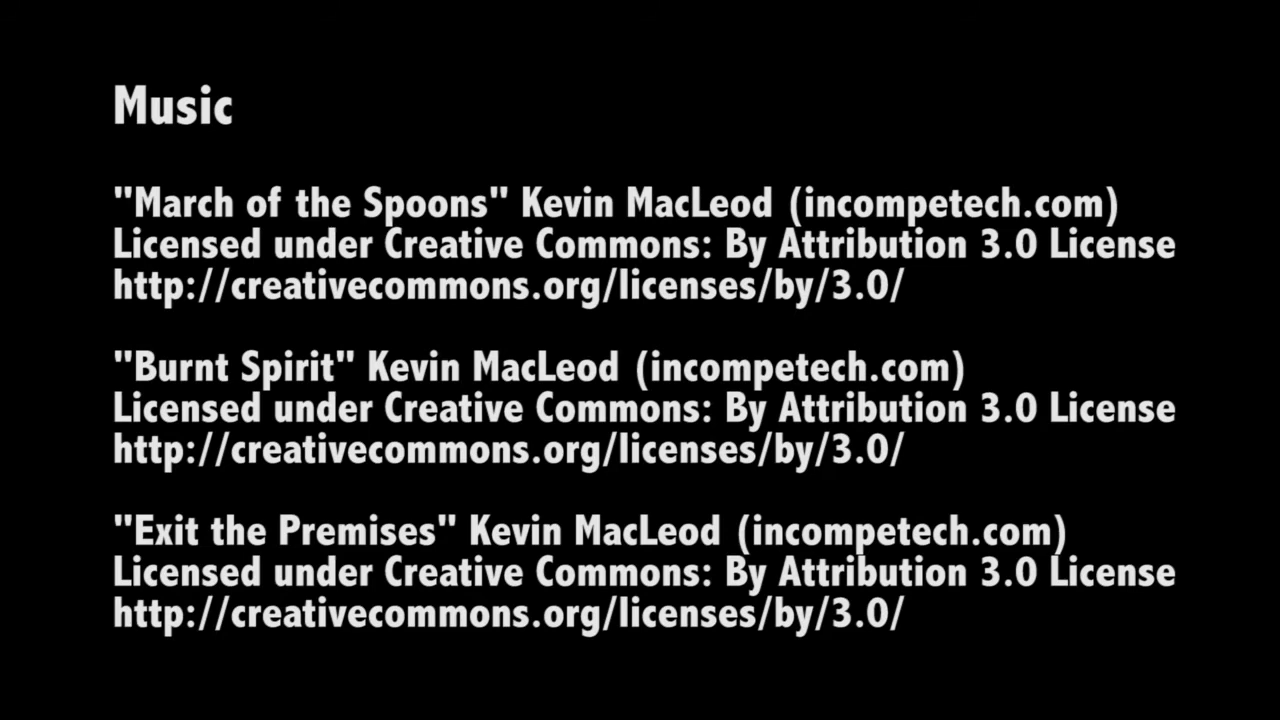 Music
"March of the Spoons" Kevin MacLeod (incompetech.com)
Licensed under Creative Commons: By Attribution 3.0 License
http://creativecommons.org/licenses/by/3.0/
"Burnt Spirit" Kevin MacLeod (incompetech.com)
Licensed under Creative Commons: By Attribution 3.0 License
http://creativecommons.org/licenses/by/3.0/
"Exit the Premises" Kevin MacLeod (incompetech.com)
Licensed under Creative Commons: By Attribution 3.0 License
http://creativecommons.org/licenses/by/3.0/